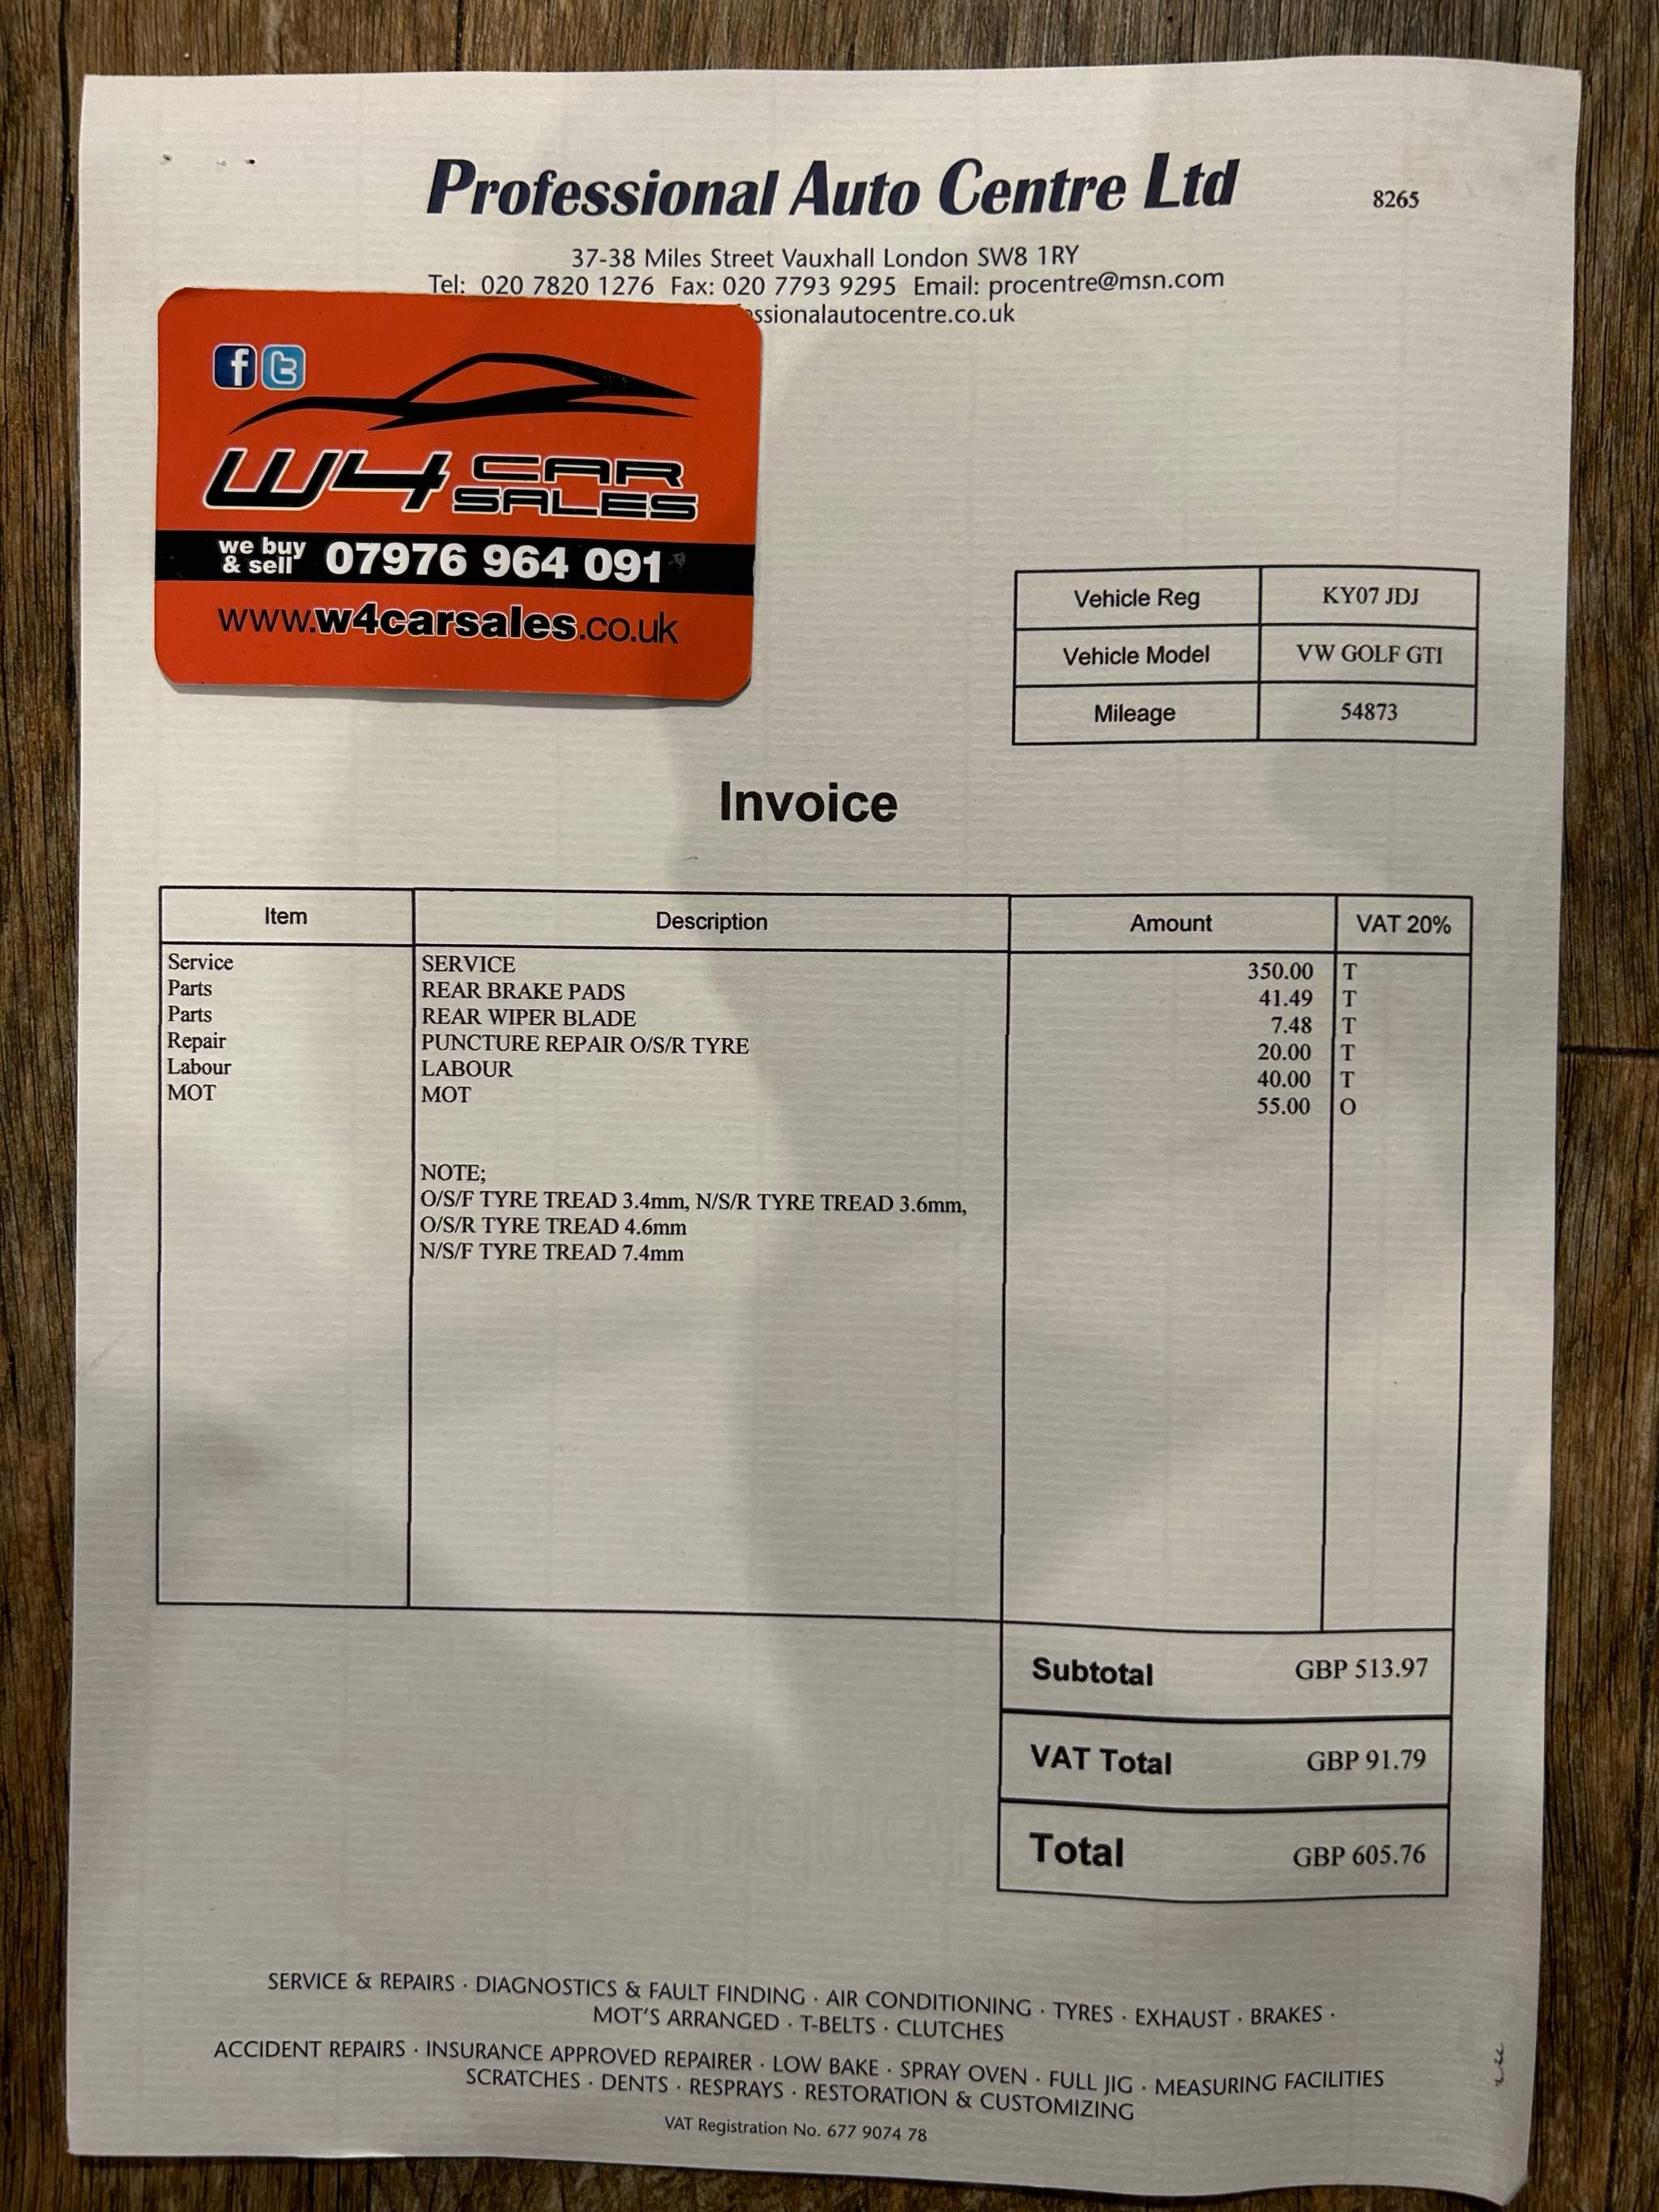 Professional Auto Centre Ltd
8265
37-38 Miles Street Vauxhall London SW8 1RY
Tel: 020 7820 1276 Fax: 020 7793 9295 Email: procentre@msn.com
ssionalautocentre.co.uk
f t
W4 CAR SALES
we buy & sell 07976 964 091
www.w4carsales.co.uk
Vehicle Reg KY07 JDJ
Vehicle Model VW GOLF GTI
Mileage 54873
Invoice
Item Description Amount VAT 20%
Service SERVICE 350.00 T
Parts REAR BRAKE PADS 41.49 T
Parts REAR WIPER BLADE 7.48 T
Repair PUNCTURE REPAIR O/S/R TYRE 20.00 T
Labour LABOUR 40.00 T
MOT MOT 55.00 O
NOTE;
O/S/F TYRE TREAD 3.4mm, N/S/R TYRE TREAD 3.6mm,
O/S/R TYRE TREAD 4.6mm
N/S/F TYRE TREAD 7.4mm
Subtotal GBP 513.97
VAT Total GBP 91.79
Total GBP 605.76
SERVICE & REPAIRS · DIAGNOSTICS & FAULT FINDING · AIR CONDITIONING · TYRES · EXHAUST · BRAKES ·
MOT'S ARRANGED · T-BELTS · CLUTCHES
ACCIDENT REPAIRS · INSURANCE APPROVED REPAIRER · LOW BAKE · SPRAY OVEN · FULL JIG · MEASURING FACILITIES
SCRATCHES · DENTS · RESPRAYS · RESTORATION & CUSTOMIZING
VAT Registration No. 677 9074 78